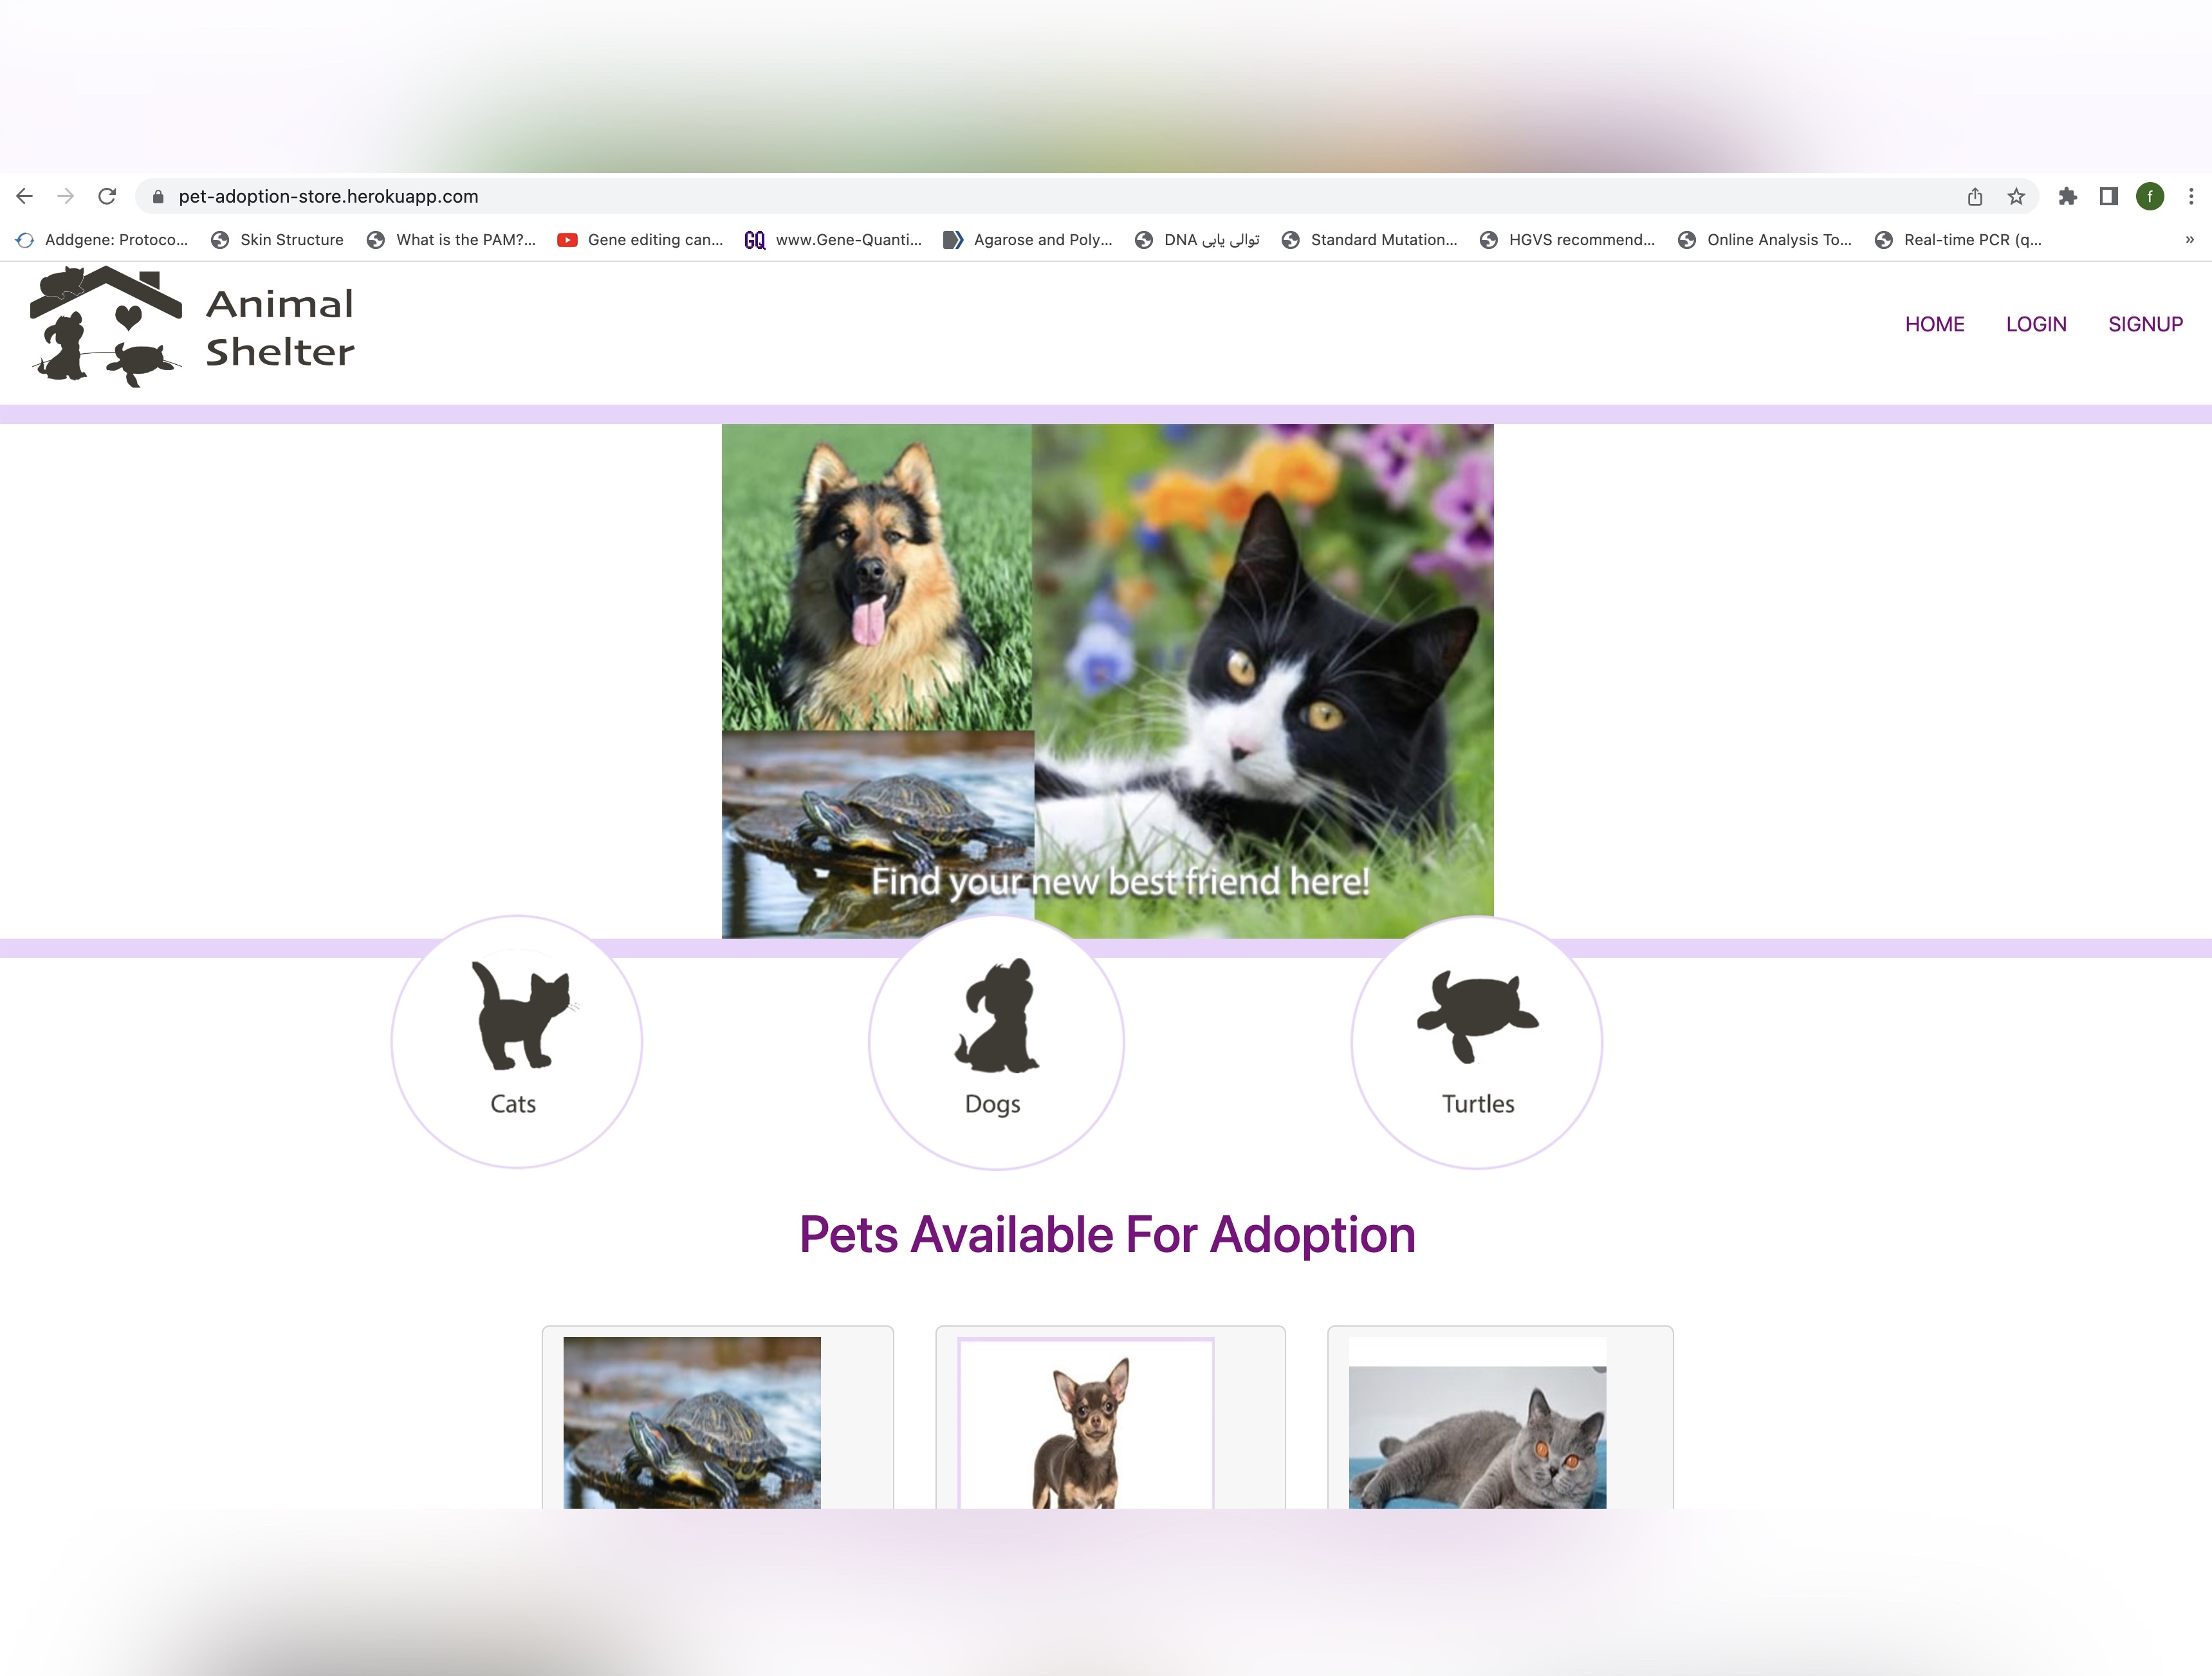 pet-adoption-store.herokuapp.com
f
Addgene: Protoco... Skin Structure What is the PAM?... Gene editing can... GQ www.Gene-Quanti... Agarose and Poly... توالی یابی DNA Standard Mutation... HGVS recommend... Online Analysis To... Real-time PCR (q... »
Animal
Shelter
HOME LOGIN SIGNUP
Find your new best friend here!
Cats Dogs Turtles
Pets Available For Adoption